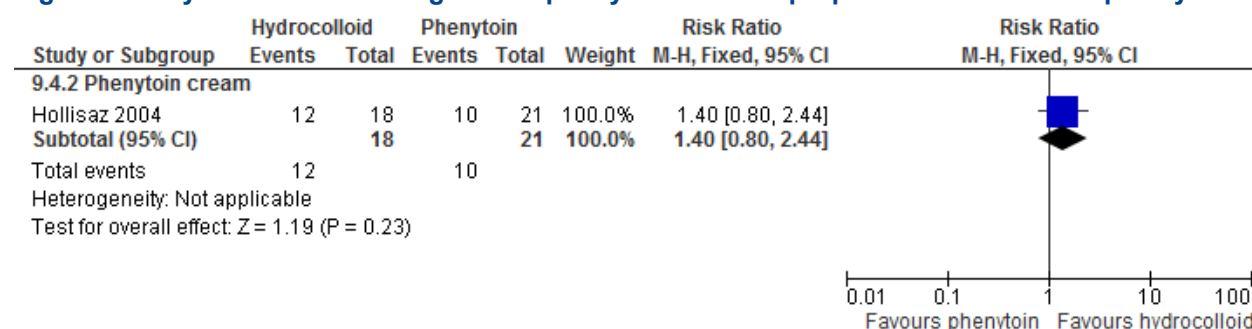 Hydrocolloid Phenytoin Risk Ratio Risk Ratio
Study or Subgroup Events Total Events Total Weight M-H, Fixed, 95% CI M-H, Fixed, 95% CI
9.4.2 Phenytoin cream
Hollisaz 2004 12 18 10 21 100.0% 1.40 [0.80, 2.44]
Subtotal (95% CI) 18 21 100.0% 1.40 [0.80, 2.44]
Total events 12 10
Heterogeneity: Not applicable
Test for overall effect: Z = 1.19 (P = 0.23)
0.01 0.1 1 10 100
Favours phenytoin Favours hydrocolloid